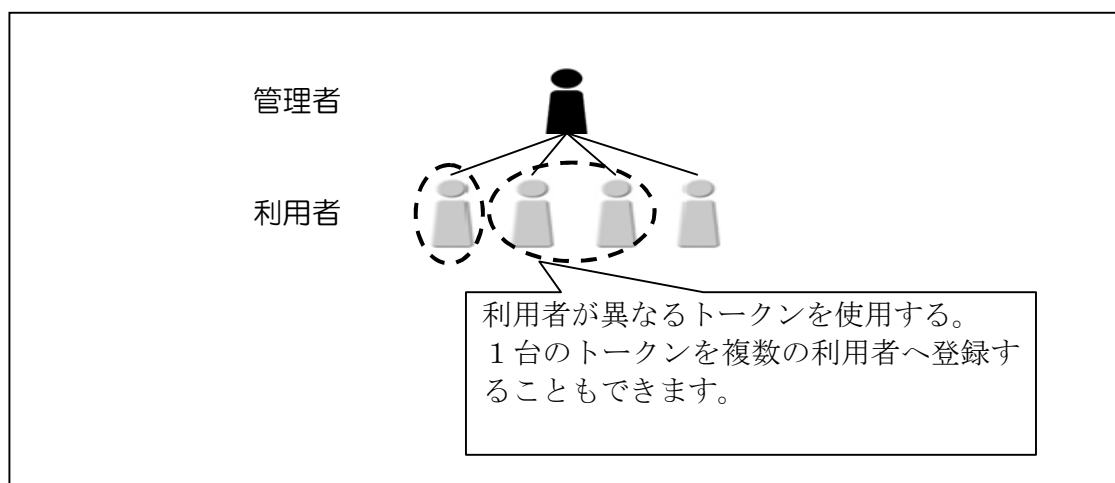 管理者
利用者
利用者が異なるトークンを使用する。
１台のトークンを複数の利用者へ登録す
ることもできます。